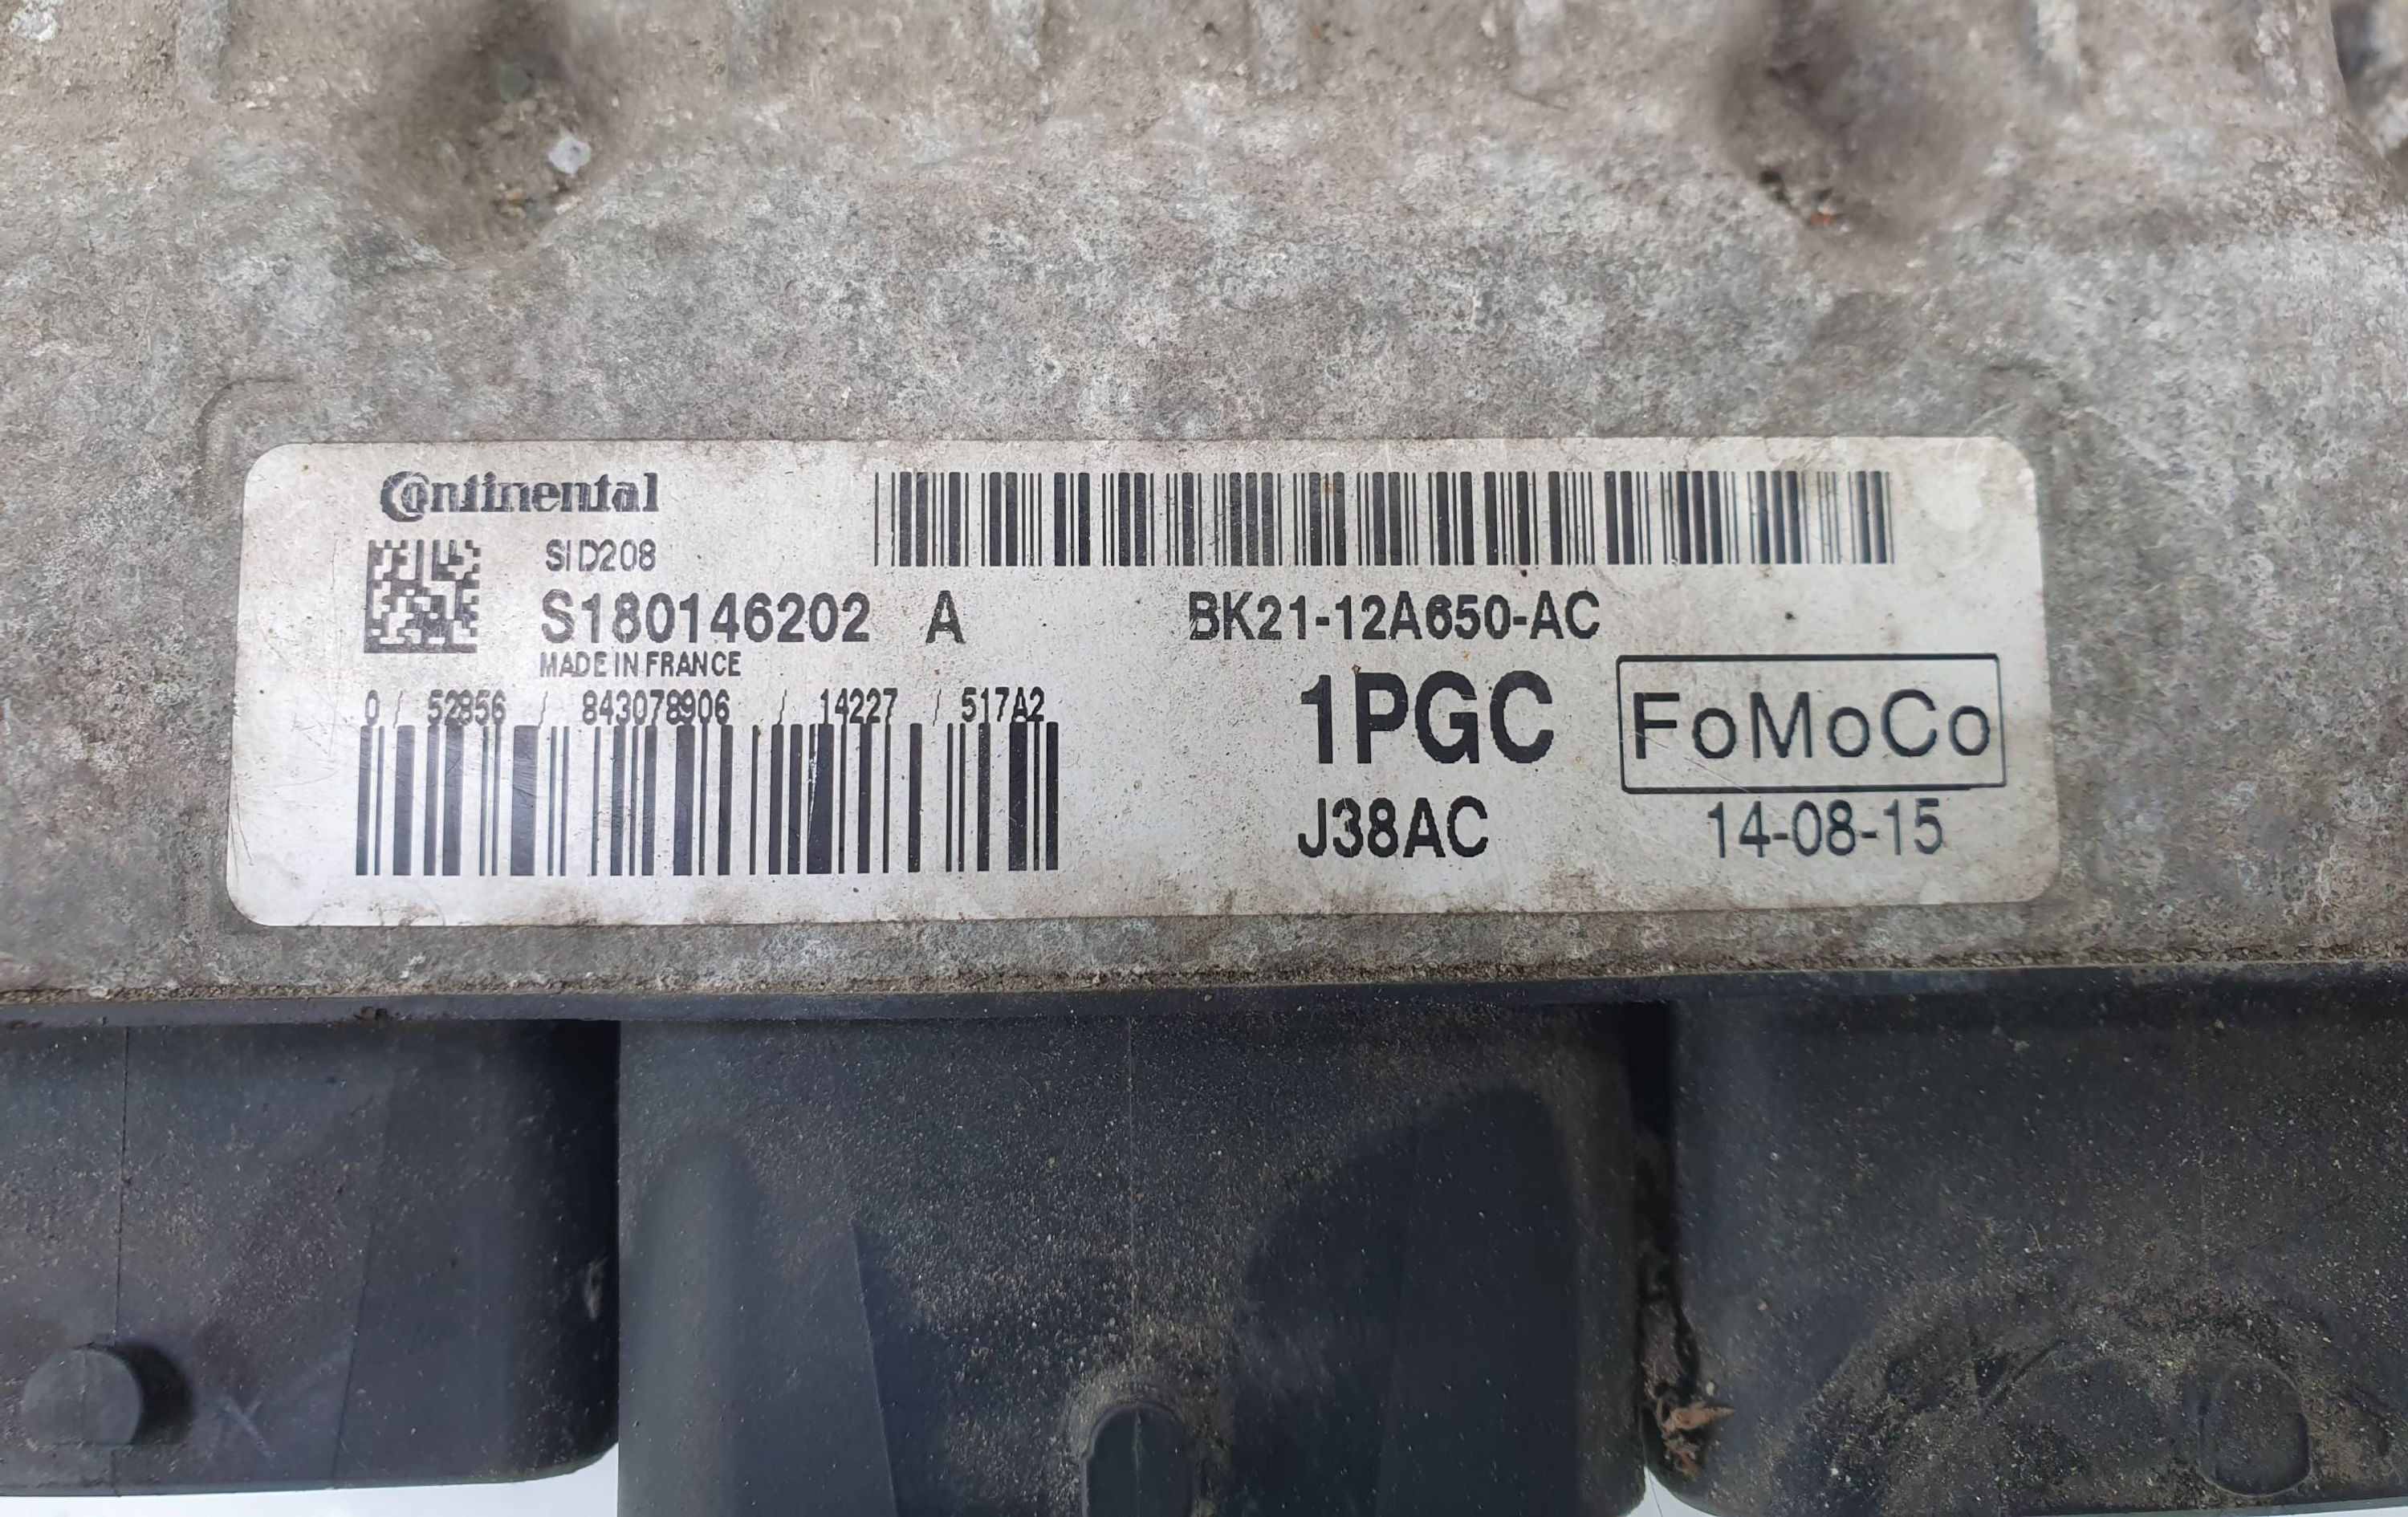 Continental
SID208
S180146202 A
BK21-12A650-AC
MADE IN FRANCE
1PGC
FoMoCo
0 / 52856 / 843078906 / 14227 / 517A2
J38AC
14-08-15